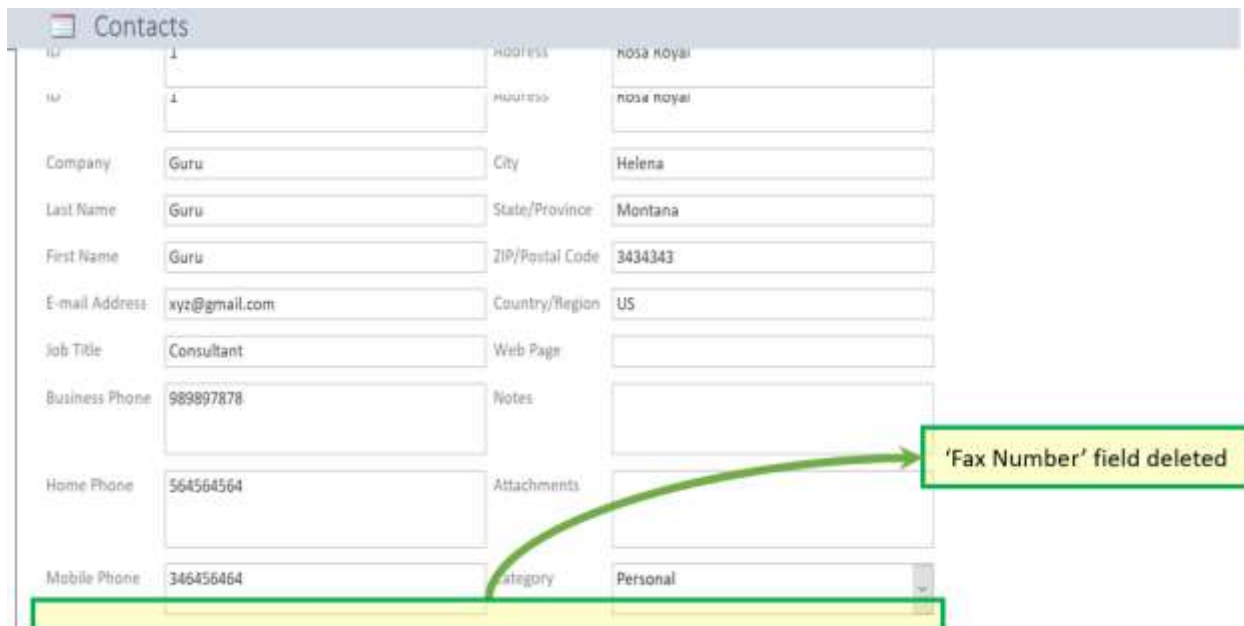 Contacts
ID 1 Address Rosa Royal
ID 1 Address Rosa Royal
Company Guru City Helena
Last Name Guru State/Province Montana
First Name Guru ZIP/Postal Code 3434343
E-mail Address xyz@gmail.com Country/Region US
Job Title Consultant Web Page
Business Phone 989897878 Notes
'Fax Number' field deleted
Home Phone 564564564 Attachments
Mobile Phone 346456464 Category Personal